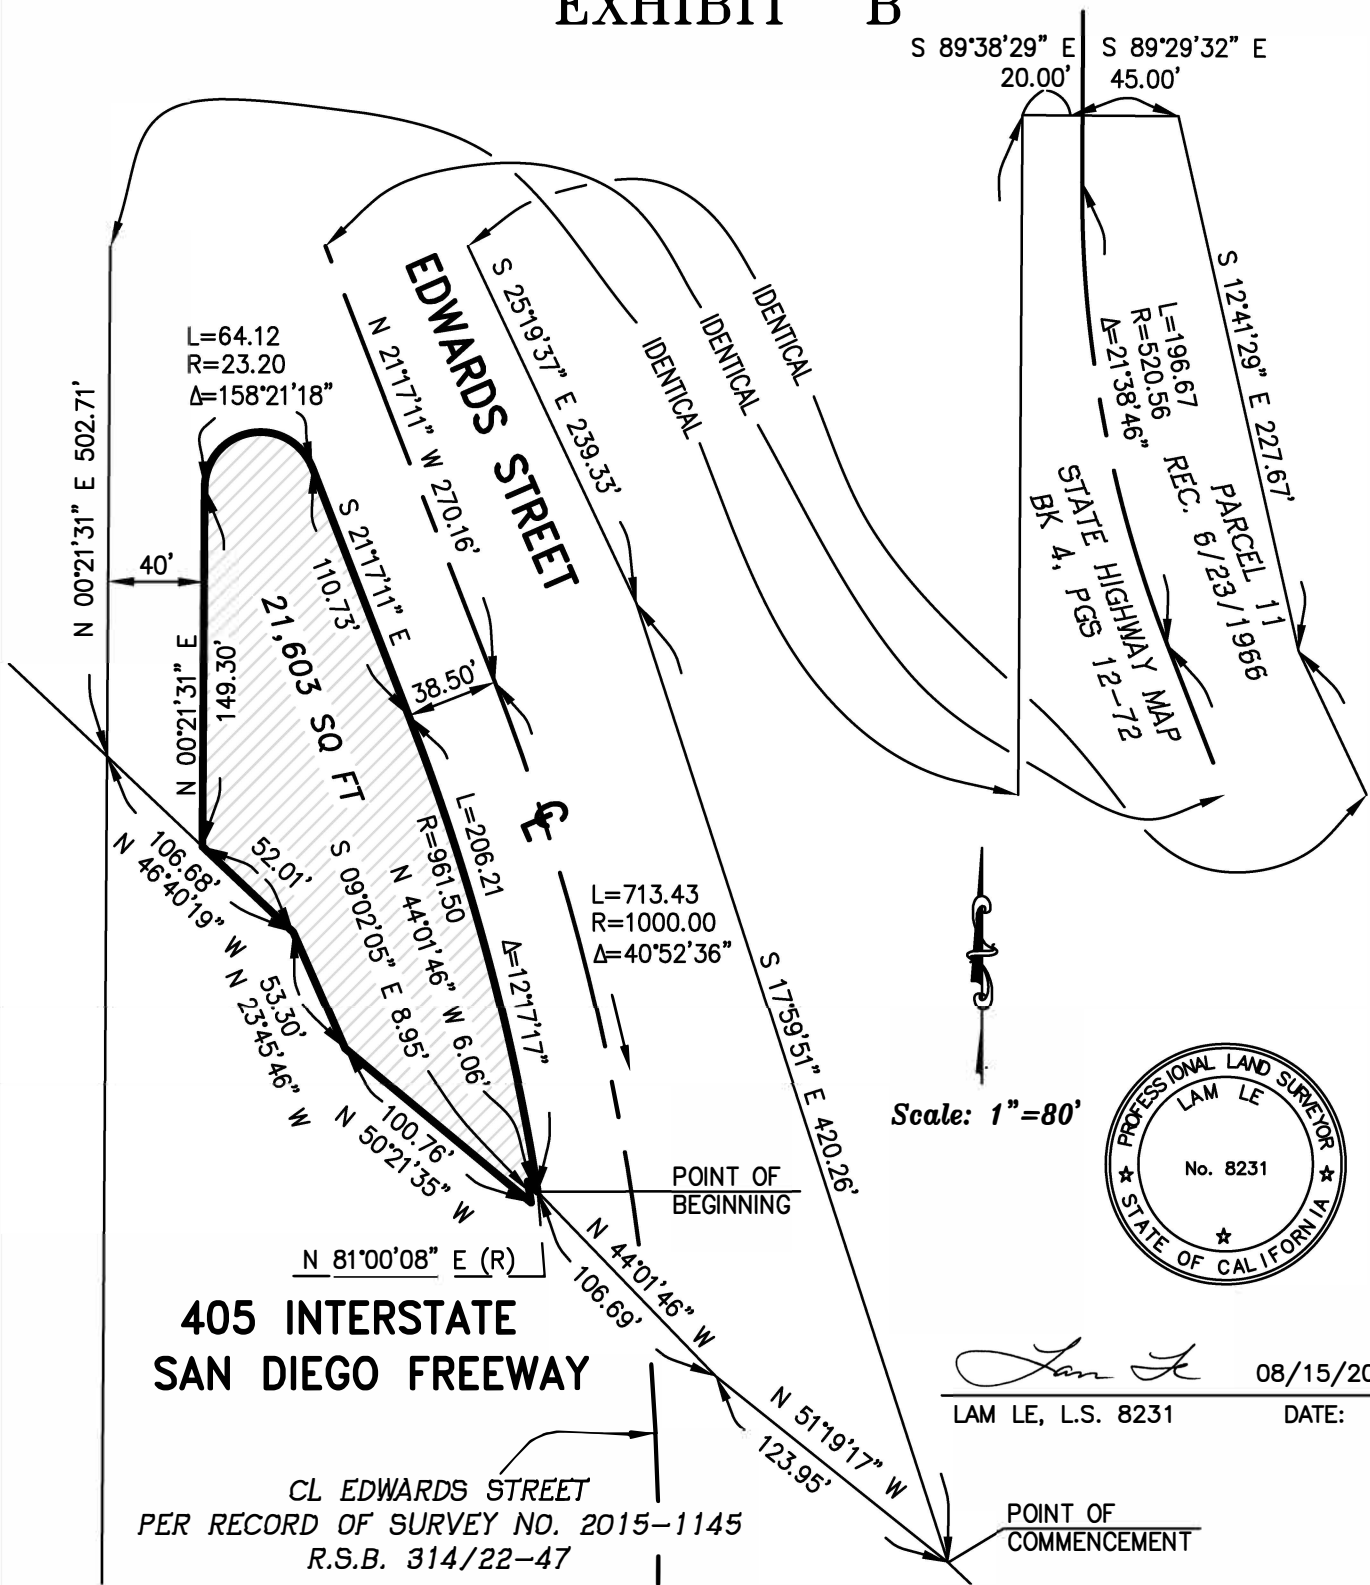 EXHIBIT B
S 89°38'29" E
20.00'
S 89°29'32" E
45.00'
L=64.12
R=23.20
Δ=158°21'18"
N 00°21'31" E 502.71'
40'
N 00°21'31" E
149.30'
S 21°17'11" E
110.73'
21,603 SQ FT
N 21°17'11" W 270.16'
EDWARDS STREET
S 25°19'37" E 239.33'
IDENTICAL
IDENTICAL
IDENTICAL
38.50'
L=196.67
R=520.56
Δ=21°38'46"
S 12°41'29" E 227.67'
PARCEL 11
REC. 6/23/1966
STATE HIGHWAY MAP
BK 4, PGS 12-72
106.68'
N 46°40'19" W
52.01'
53.30'
N 23°45'46" W
100.76'
N 50°21'35" W
S 09°02'05" E 8.95'
N 44°01'46" W 6.06'
L=206.21
R=961.50
Δ=12°17'17"
℄
L=713.43
R=1000.00
Δ=40°52'36"
S 17°59'51" E 420.26'
Scale: 1"=80'
PROFESSIONAL LAND SURVEYOR
LAM LE
No. 8231
STATE OF CALIFORNIA
POINT OF
BEGINNING
N 81°00'08" E (R)
N 44°01'46" W
106.69'
405 INTERSTATE
SAN DIEGO FREEWAY
N 51°19'17" W
123.95'
Lam Le
08/15/20
LAM LE, L.S. 8231
DATE:
CL EDWARDS STREET
PER RECORD OF SURVEY NO. 2015-1145
R.S.B. 314/22-47
POINT OF
COMMENCEMENT